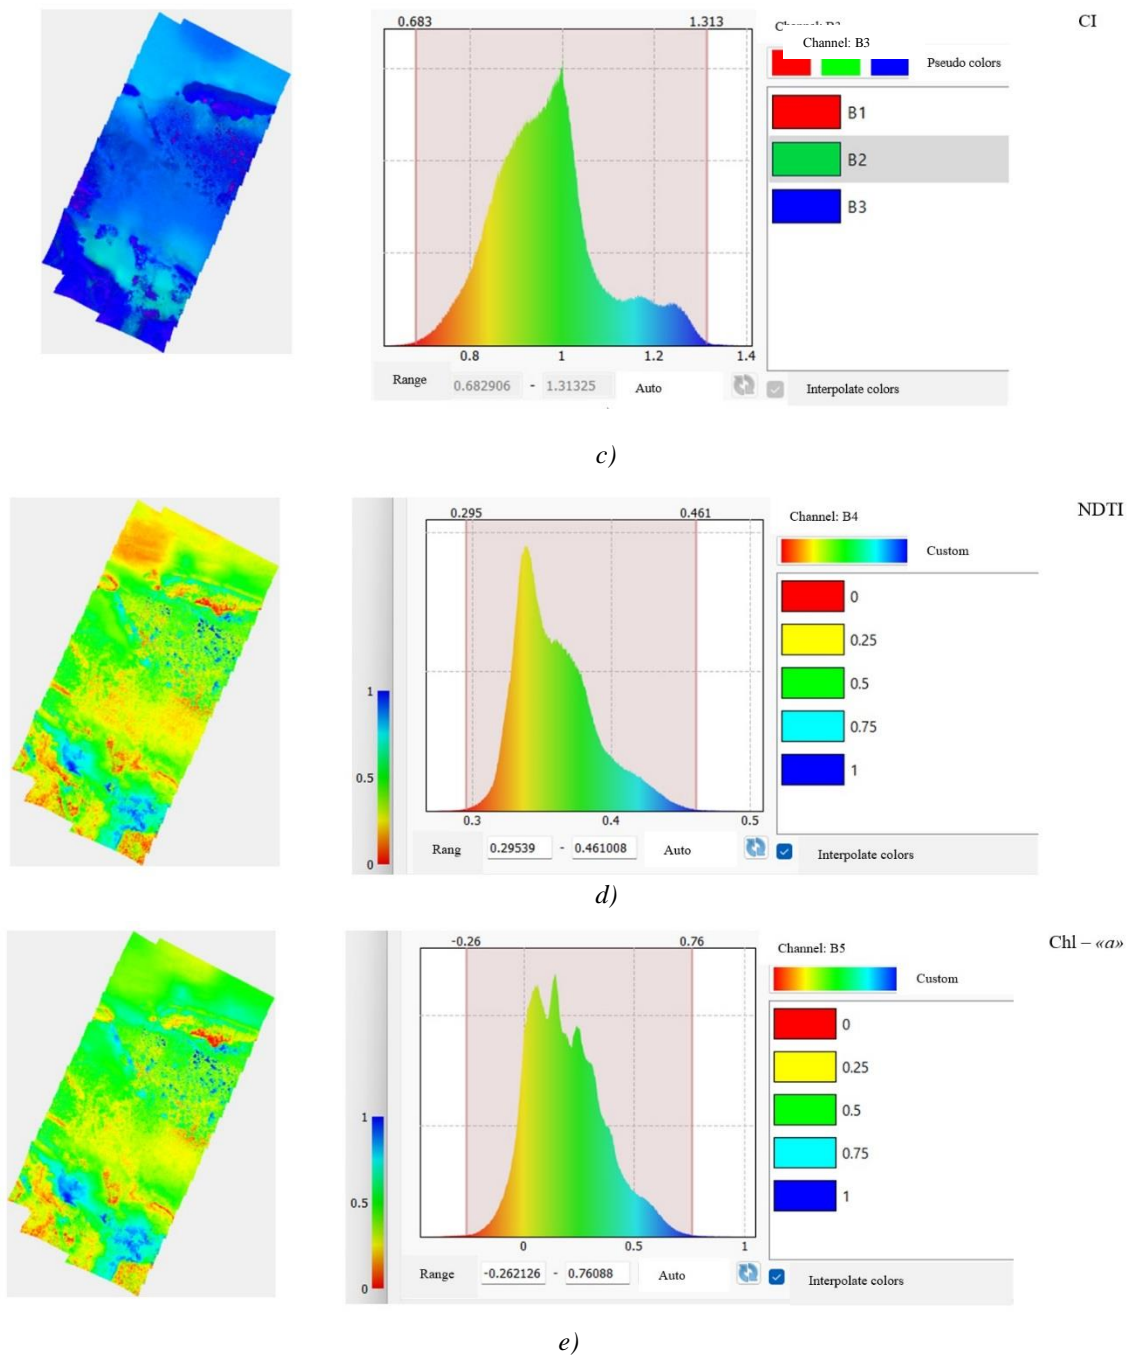 0.683 1.313
Channel: B3
Channel: B3
CI
Pseudo colors
B1
B2
B3
0.8 1 1.2 1.4
Range 0.682906 - 1.31325 Auto
Interpolate colors
c)
0.295 0.461
Channel: B4
NDTI
Custom
0
0.25
0.5
0.75
1
1
0.5
0
0.3 0.4 0.5
Rang 0.29539 - 0.461008 Auto
Interpolate colors
d)
-0.26 0.76
Channel: B5
Chl – «a»
Custom
0
0.25
0.5
0.75
1
1
0.5
0
0 0.5 1
Range -0.262126 - 0.76088 Auto
Interpolate colors
e)